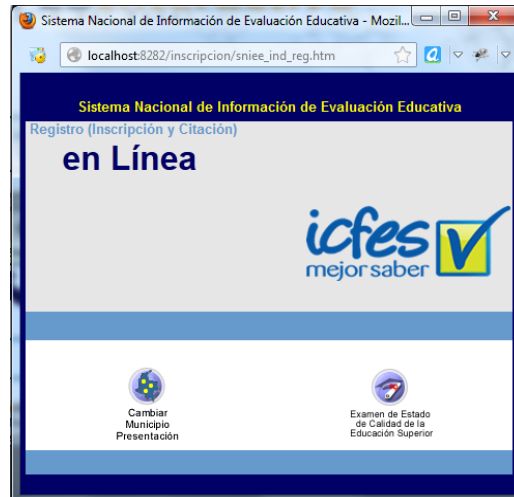 Sistema Nacional de Información de Evaluación Educativa - Mozil...
localhost:8282/inscripcion/sniee_ind_reg.htm
Sistema Nacional de Información de Evaluación Educativa
Registro (Inscripción y Citación)
en Línea
icfes
mejor saber
Cambiar
Municipio
Presentación
Examen de Estado
de Calidad de la
Educación Superior